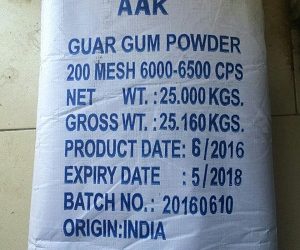 AAK
GUAR GUM POWDER
200 MESH 6000-6500 CPS
NET WT. : 25.000 KGS.
GROSS WT. : 25.160 KGS.
PRODUCT DATE: 6/2016
EXPIRY DATE : 5/2018
BATCH NO. : 20160610
ORIGIN:INDIA